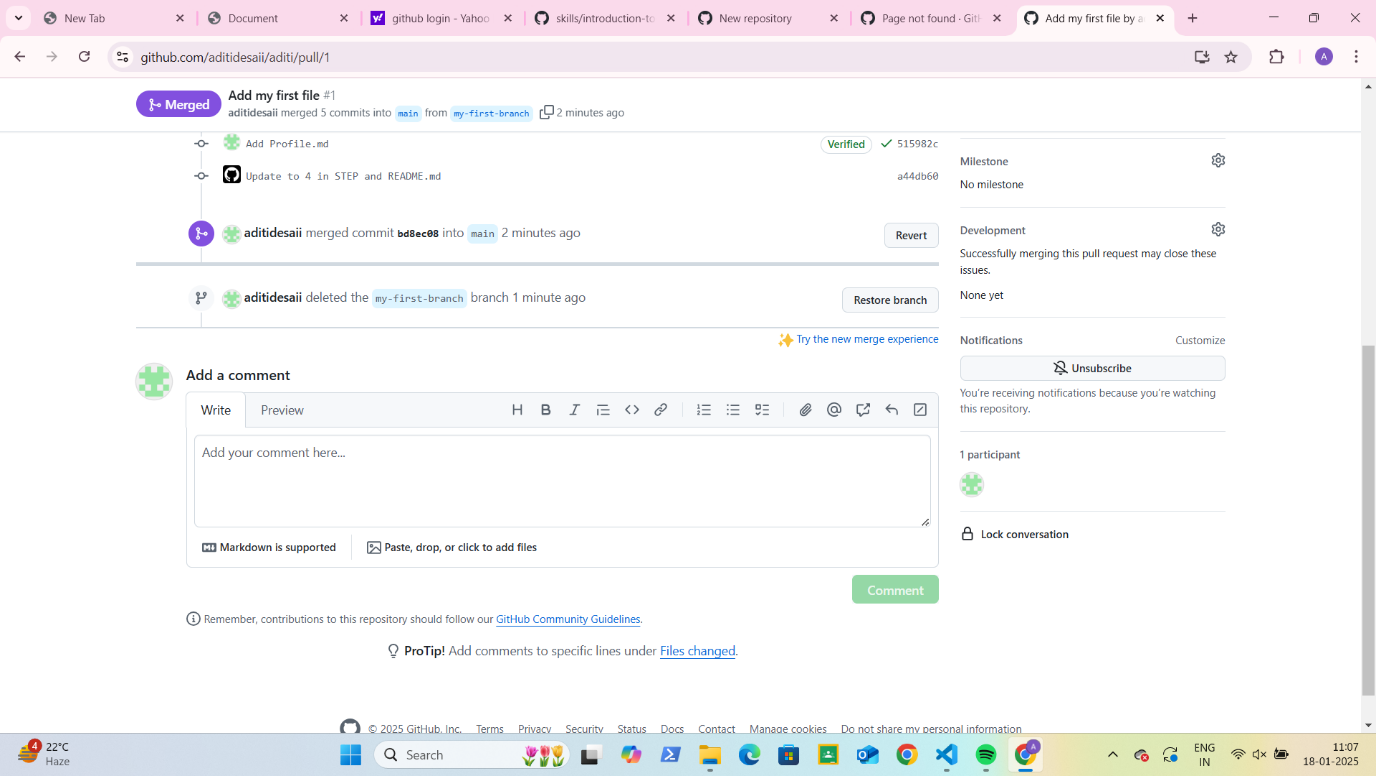 New Tab
Document
github login - Yahoo
skills/introduction-to
New repository
Page not found · GitH
Add my first file by a
github.com/aditidesaii/aditi/pull/1
A
Merged
Add my first file #1
aditidesaii merged 5 commits into main from my-first-branch 2 minutes ago
Add Profile.md
Verified
515982c
Update to 4 in STEP and README.md
a44db60
aditidesaii merged commit bd8ec08 into main 2 minutes ago
Revert
aditidesaii deleted the my-first-branch branch 1 minute ago
Restore branch
Try the new merge experience
Add a comment
Write
Preview
Add your comment here...
Markdown is supported
Paste, drop, or click to add files
Comment
Remember, contributions to this repository should follow our GitHub Community Guidelines.
ProTip! Add comments to specific lines under Files changed.
Milestone
No milestone
Development
Successfully merging this pull request may close these
issues.
None yet
Notifications
Customize
Unsubscribe
You're receiving notifications because you're watching
this repository.
1 participant
Lock conversation
© 2025 GitHub, Inc.
Terms
Privacy
Security
Status
Docs
Contact
Manage cookies
Do not share my personal information
4
22°C
Haze
Search
A
ENG
IN
11:07
18-01-2025